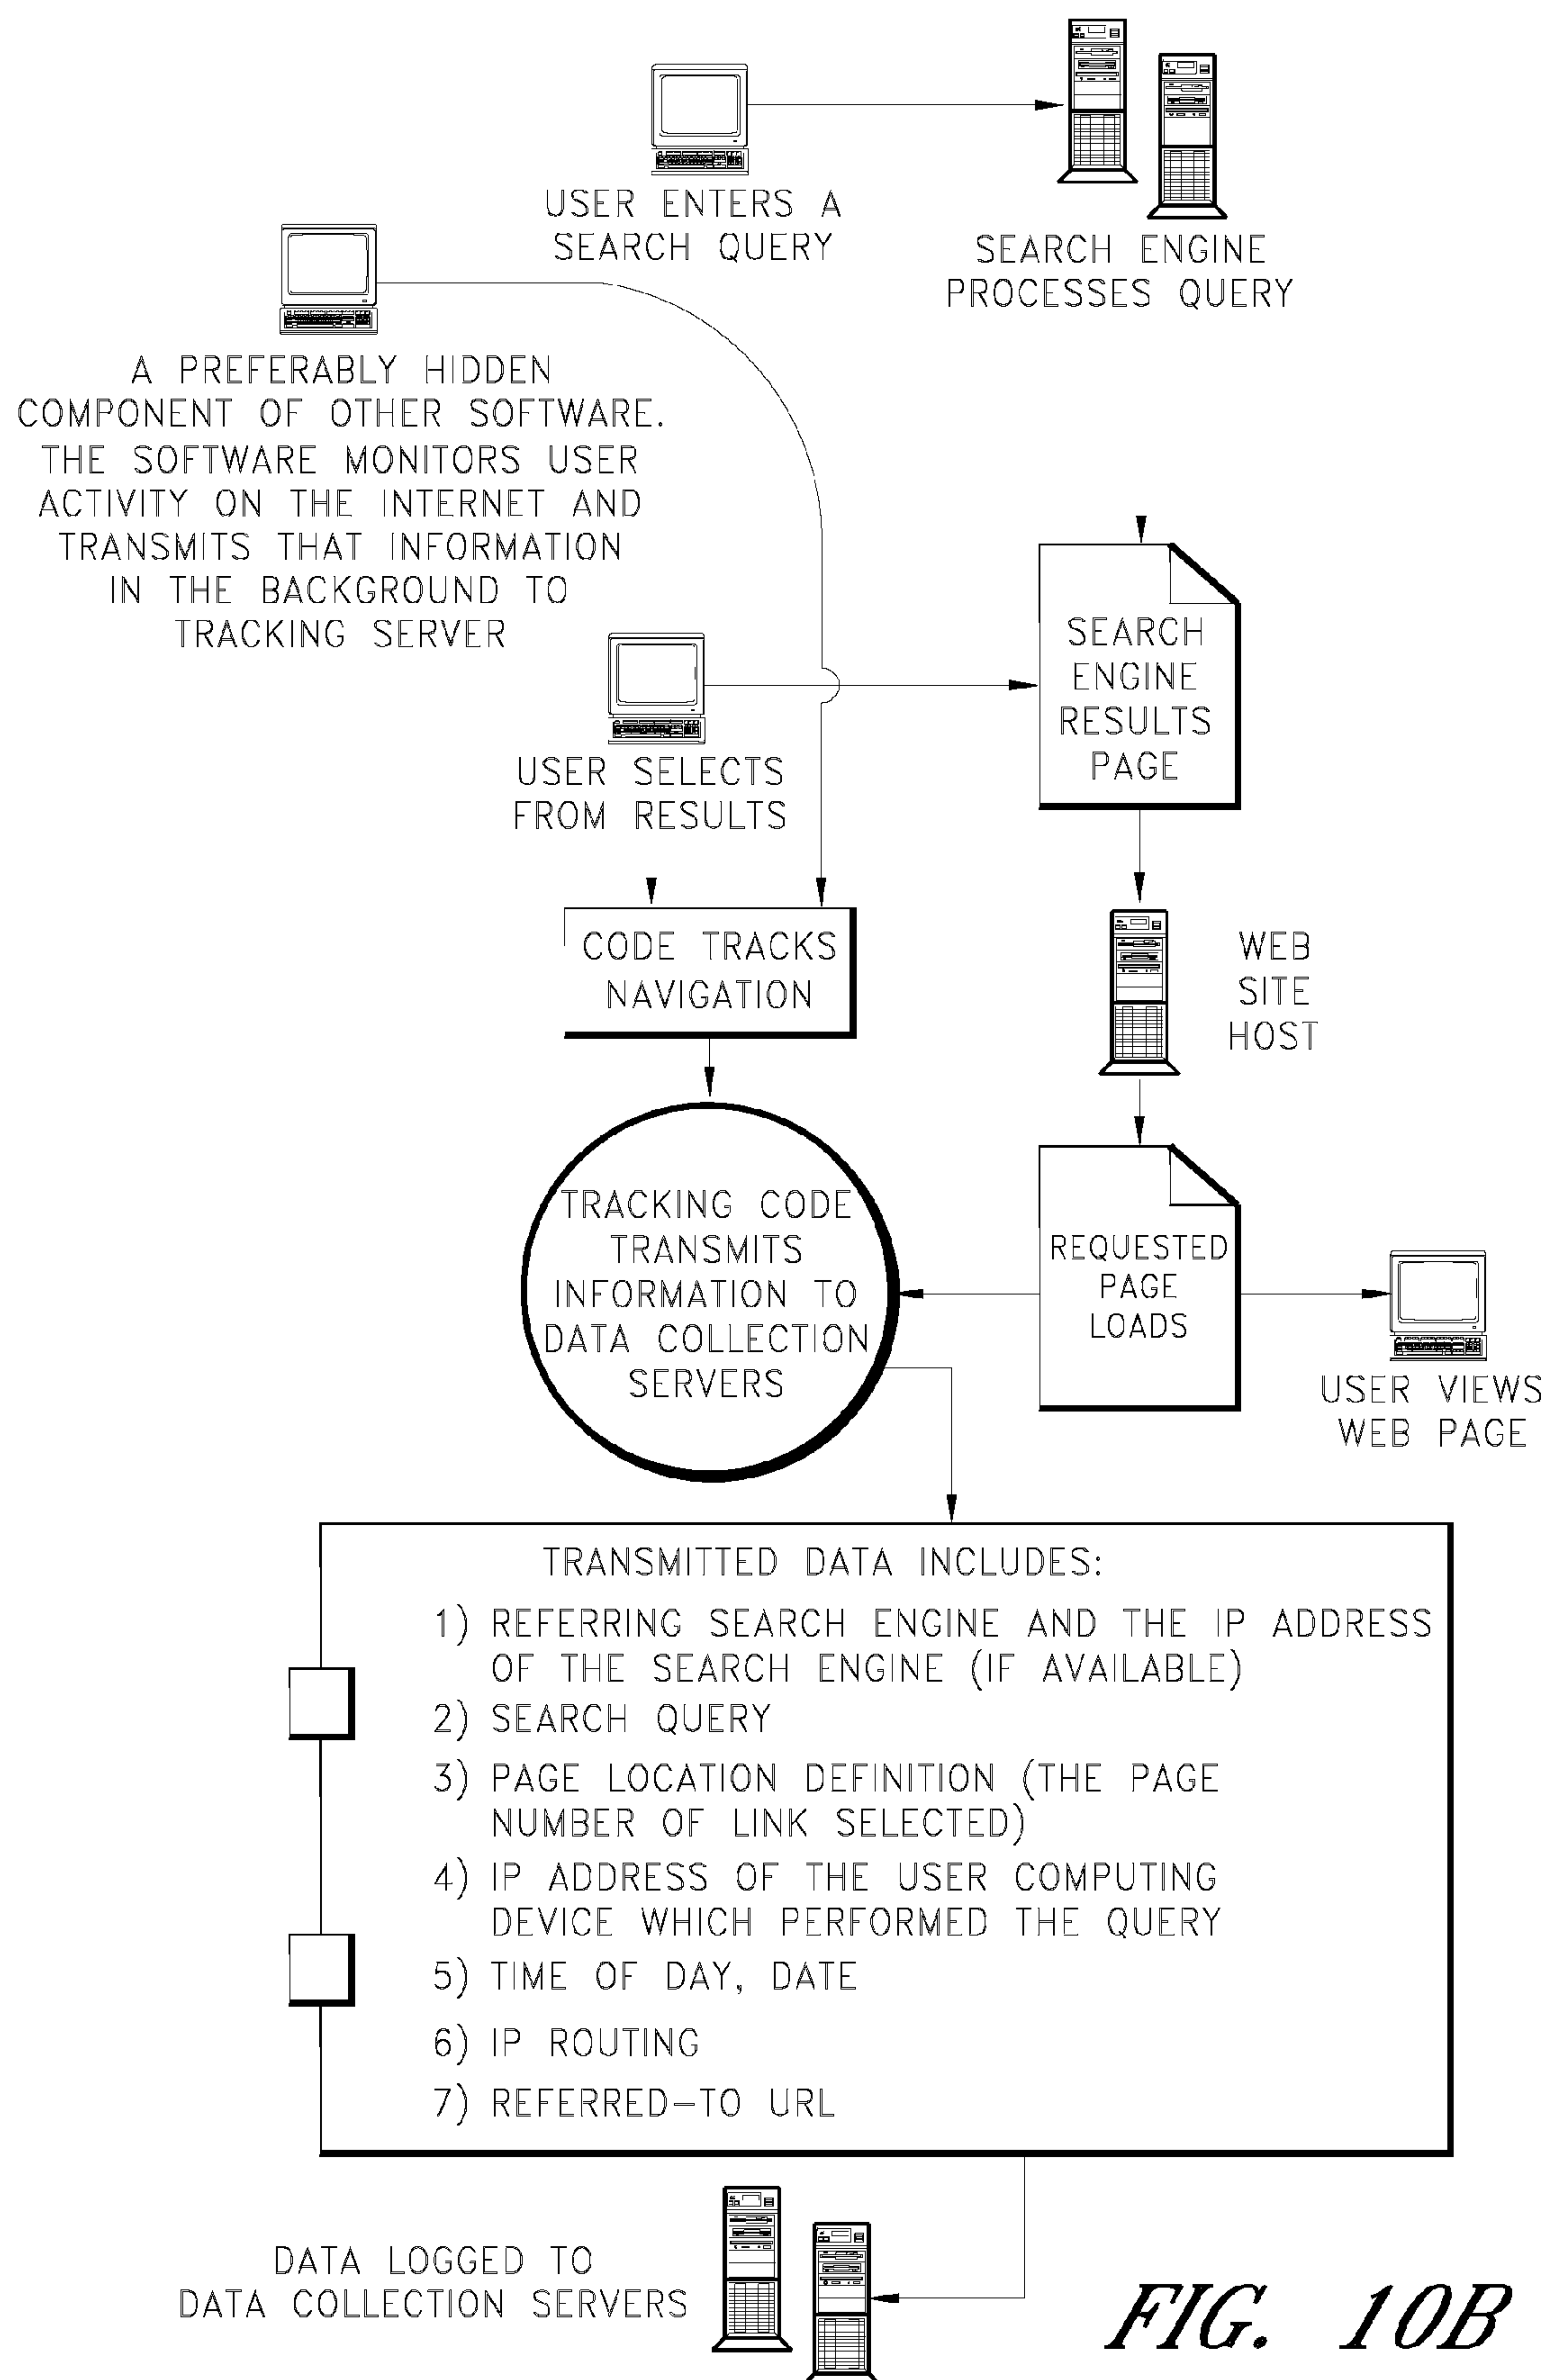 USER ENTERS A
SEARCH QUERY
SEARCH ENGINE
PROCESSES QUERY
A PREFERABLY HIDDEN
COMPONENT OF OTHER SOFTWARE.
THE SOFTWARE MONITORS USER
ACTIVITY ON THE INTERNET AND
TRANSMITS THAT INFORMATION
IN THE BACKGROUND TO
TRACKING SERVER
SEARCH
ENGINE
RESULTS
PAGE
USER SELECTS
FROM RESULTS
CODE TRACKS
NAVIGATION
WEB
SITE
HOST
TRACKING CODE
TRANSMITS
INFORMATION TO
DATA COLLECTION
SERVERS
REQUESTED
PAGE
LOADS
USER VIEWS
WEB PAGE
TRANSMITTED DATA INCLUDES:
1) REFERRING SEARCH ENGINE AND THE IP ADDRESS
OF THE SEARCH ENGINE (IF AVAILABLE)
2) SEARCH QUERY
3) PAGE LOCATION DEFINITION (THE PAGE
NUMBER OF LINK SELECTED)
4) IP ADDRESS OF THE USER COMPUTING
DEVICE WHICH PERFORMED THE QUERY
5) TIME OF DAY, DATE
6) IP ROUTING
7) REFERRED-TO URL
DATA LOGGED TO
DATA COLLECTION SERVERS
FIG. 10B